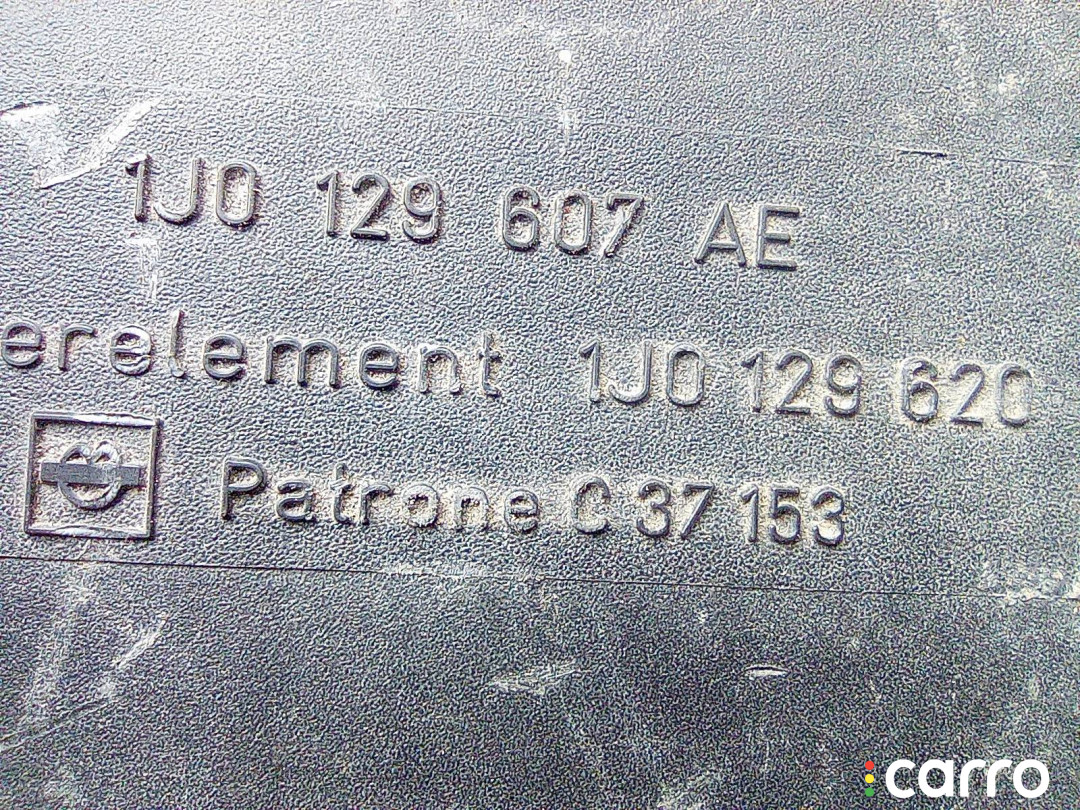 1J0 129 607 AE
erelement 1J0 129 620
Patrone C 37 153
carro